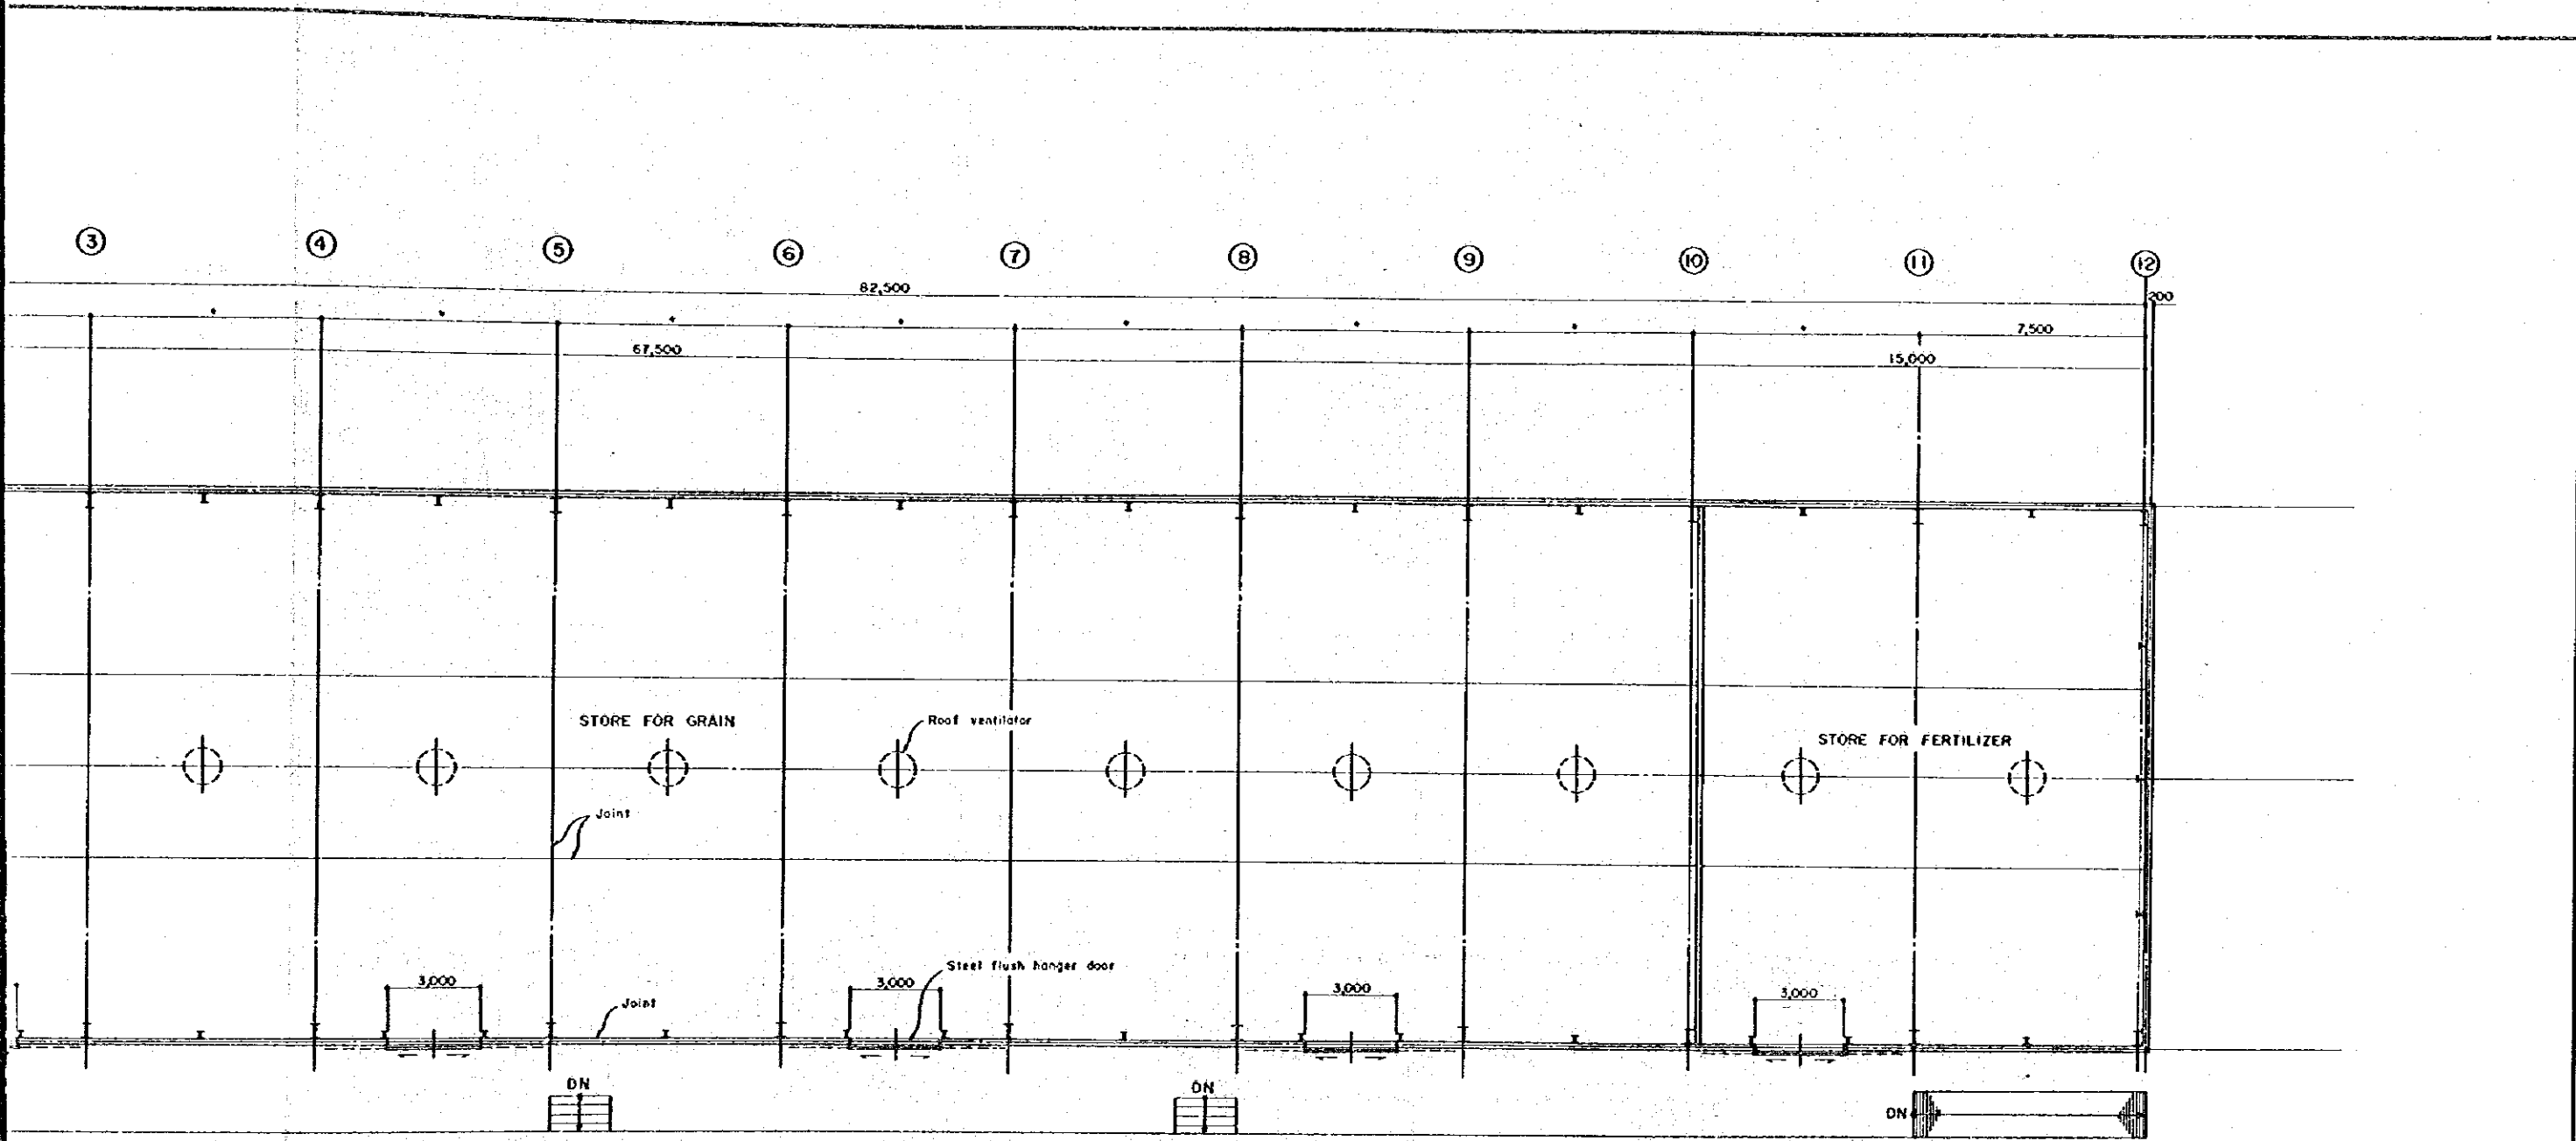 3 4 5 6 7 8 9 10 11 12
82,500
200
7,500
67,500
15,000
STORE FOR GRAIN
Roof ventilator
STORE FOR FERTILIZER
Joint
Steel flush hanger door
3,000
3,000
3,000
3,000
Joint
DN
DN
DN